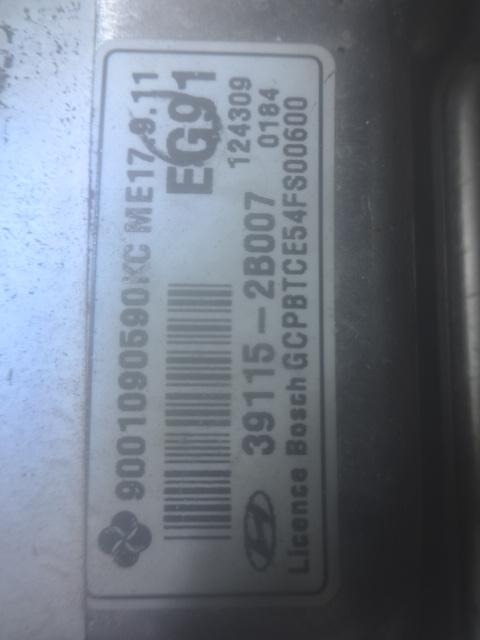 9001090590KC ME17.9.11
EG91
124309
39115-2B007 0184
Licence Bosch GCPBTCE54FS00600